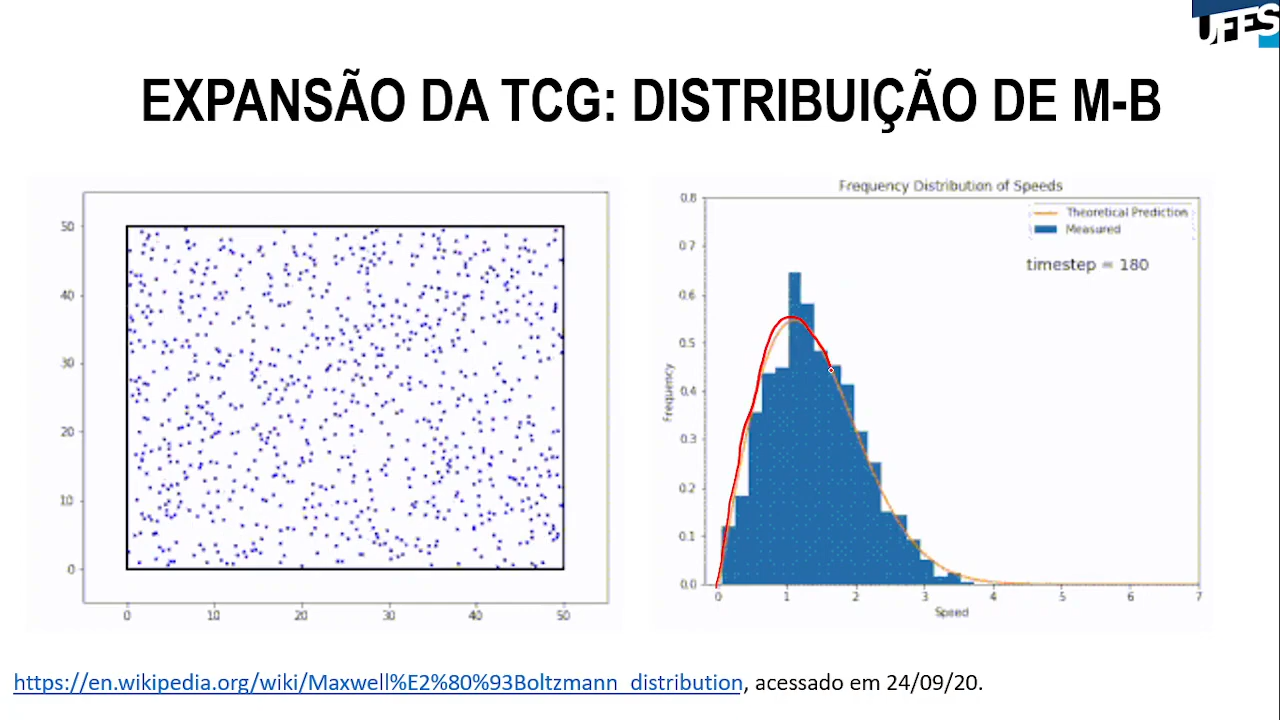 UFES
EXPANSÃO DA TCG: DISTRIBUIÇÃO DE M-B
50
40
30
20
10
0
0 10 20 30 40 50
Frequency Distribution of Speeds
Theoretical Prediction
Measured
timestep = 180
0.8
0.7
0.6
0.5
0.4
0.3
0.2
0.1
0.0
Frequency
0 1 2 3 4 5 6 7
Speed
https://en.wikipedia.org/wiki/Maxwell%E2%80%93Boltzmann_distribution, acessado em 24/09/20.